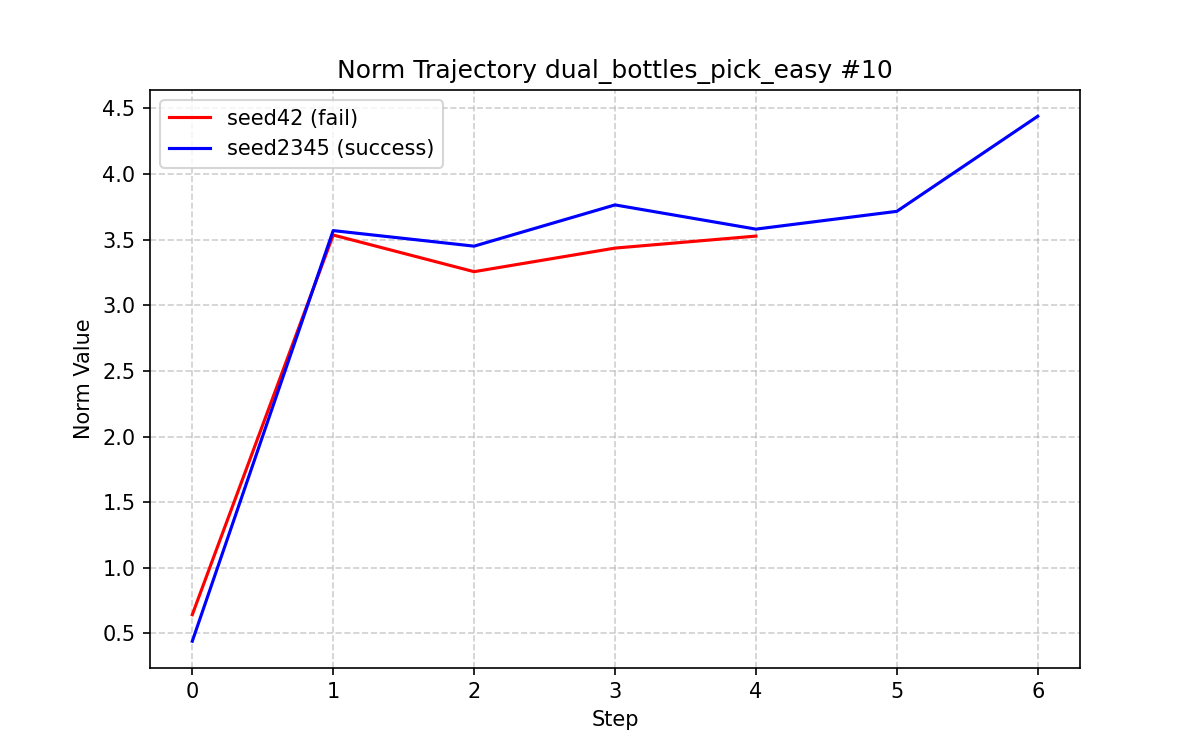 Norm Trajectory dual_bottles_pick_easy #10
seed42 (fail)
seed2345 (success)
Norm Value
4.5
4.0
3.5
3.0
2.5
2.0
1.5
1.0
0.5
0 1 2 3 4 5 6
Step